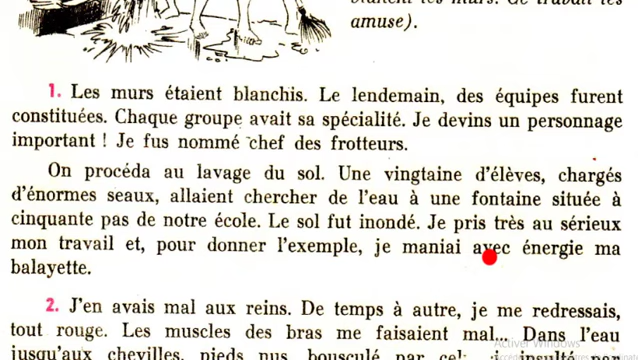 amuse).
1. Les murs étaient blanchis. Le lendemain, des équipes furent
constituées. Chaque groupe avait sa spécialité. Je devins un personnage
important ! Je fus nommé chef des frotteurs.
On procéda au lavage du sol. Une vingtaine d'élèves, chargés
d'énormes seaux, allaient chercher de l'eau à une fontaine située à
cinquante pas de notre école. Le sol fut inondé. Je pris très au sérieux
mon travail et, pour donner l'exemple, je maniai avec énergie ma
balayette.
2. J'en avais mal aux reins. De temps à autre, je me redressais,
tout rouge. Les muscles des bras me faisaient mal... Dans l'eau
Activer Windows
jusqu'aux chevilles, pieds nus, bousculé par